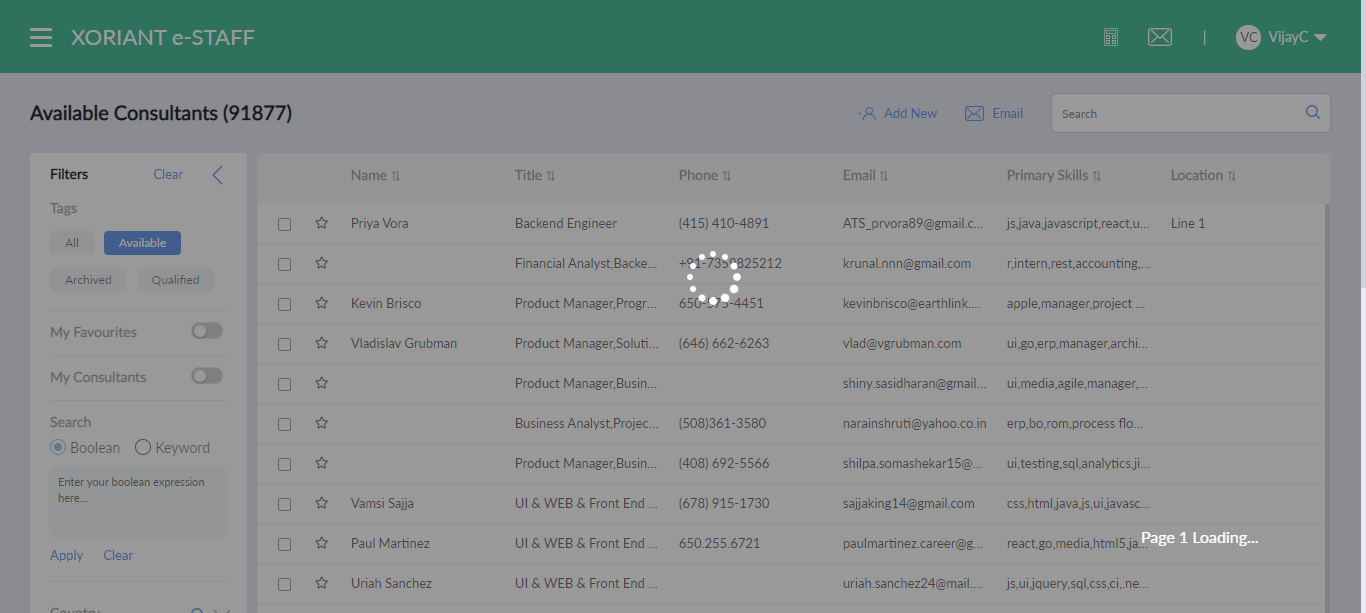 XORIANT e-STAFF
| VC VijayC
Available Consultants (91877)
Add New Email Search
Filters Clear
Tags
All Available
Archived Qualified
My Favourites
My Consultants
Search
Boolean Keyword
Enter your boolean expression
here...
Apply Clear
Country
Name Title Phone Email Primary Skills Location
Priya Vora Backend Engineer (415) 410-4891 ATS_prvora89@gmail.c... js,java,javascript,react,u... Line 1
Financial Analyst,Backe... +91-7359825212 krunal.nnn@gmail.com r,intern,rest,accounting,...
Kevin Brisco Product Manager,Progr... 650-575-4451 kevinbrisco@earthlink.... apple,manager,project ...
Vladislav Grubman Product Manager,Soluti... (646) 662-6263 vlad@vgrubman.com ui,go,erp,manager,archi...
Product Manager,Busin... shiny.sasidharan@gmail... ui,media,agile,manager,...
Business Analyst,Projec... (508)361-3580 narainshruti@yahoo.co.in erp,bo,rom,process flo...
Product Manager,Busin... (408) 692-5566 shilpa.somashekar15@... ui,testing,sql,analytics,ji...
Vamsi Sajja UI & WEB & Front End ... (678) 915-1730 sajjaking14@gmail.com css,html,java,js,ui,javasc...
Paul Martinez UI & WEB & Front End ... 650.255.6721 paulmartinez.career@g... react,go,media,html5,ja...
Page 1 Loading...
Uriah Sanchez UI & WEB & Front End ... uriah.sanchez24@mail.... js,ui,jquery,sql,css,ci,.ne...